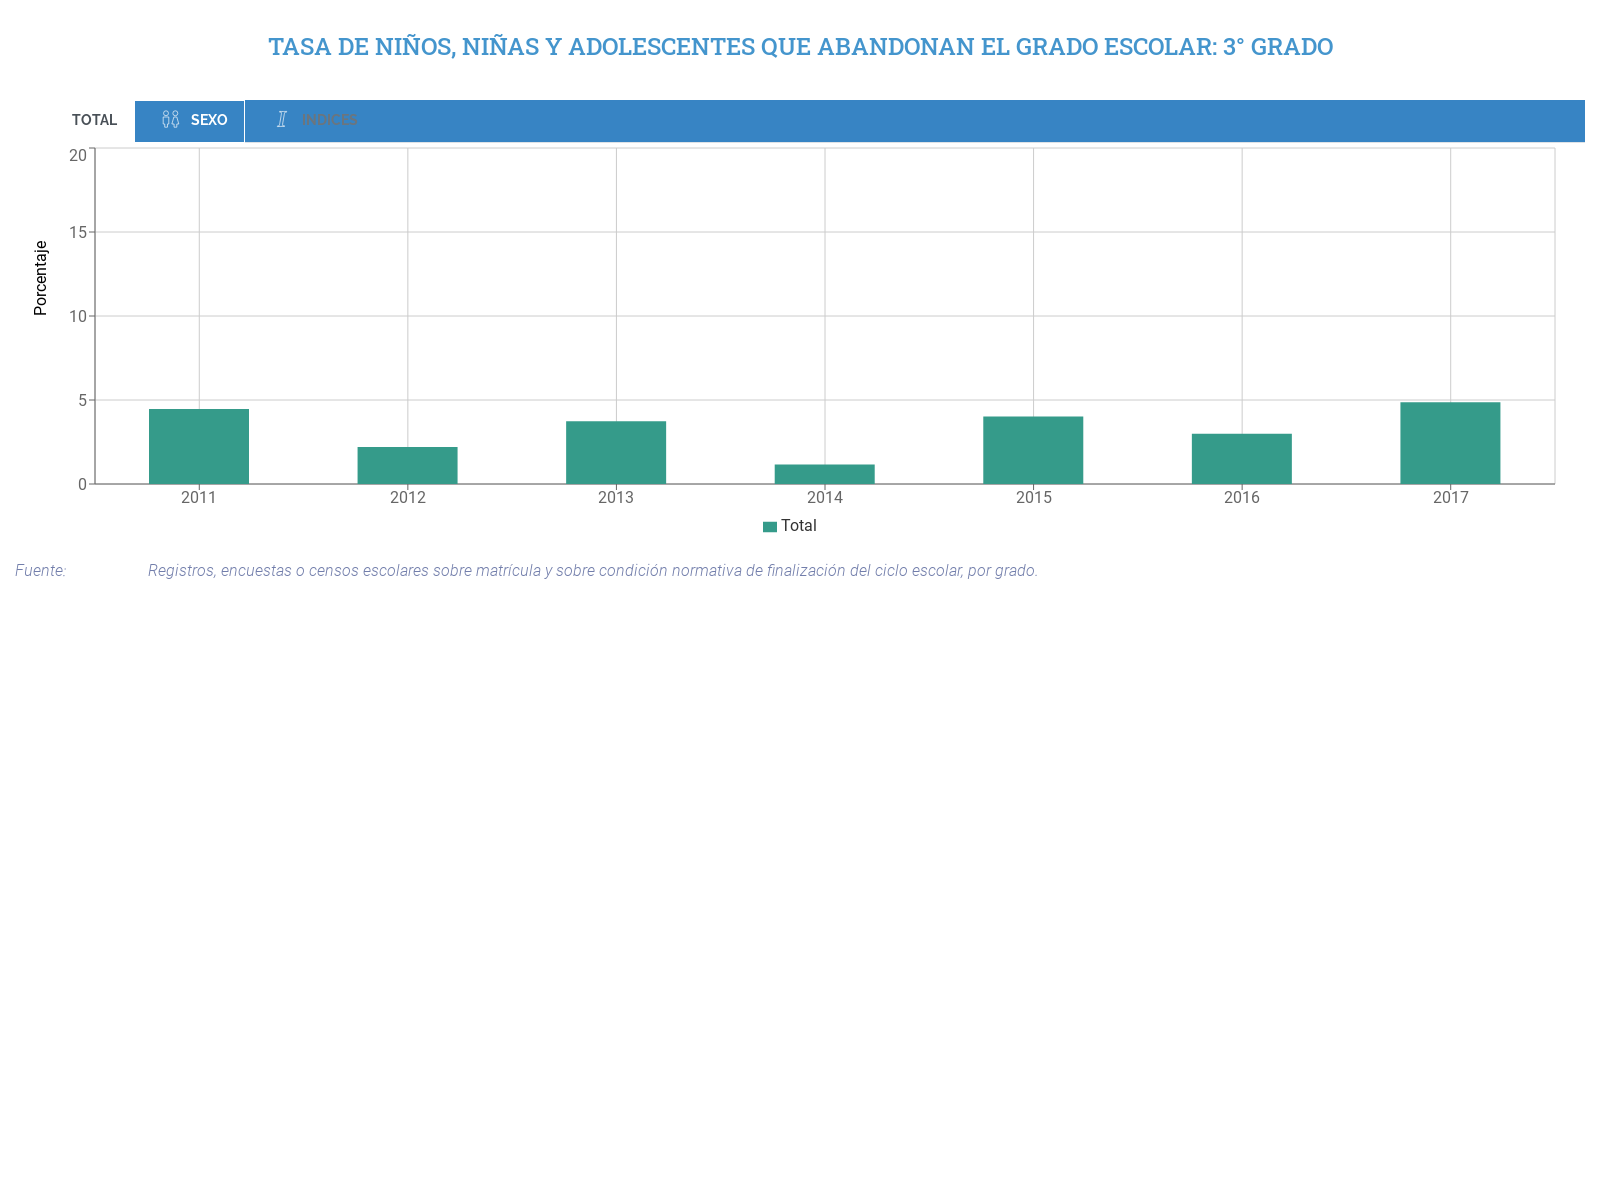 TASA DE NIÑOS, NIÑAS Y ADOLESCENTES QUE ABANDONAN EL GRADO ESCOLAR: 3° GRADO
TOTAL SEXO INDICES
20
15
10
5
0
Porcentaje
2011 2012 2013 2014 2015 2016 2017
Total
Fuente: Registros, encuestas o censos escolares sobre matrícula y sobre condición normativa de finalización del ciclo escolar, por grado.